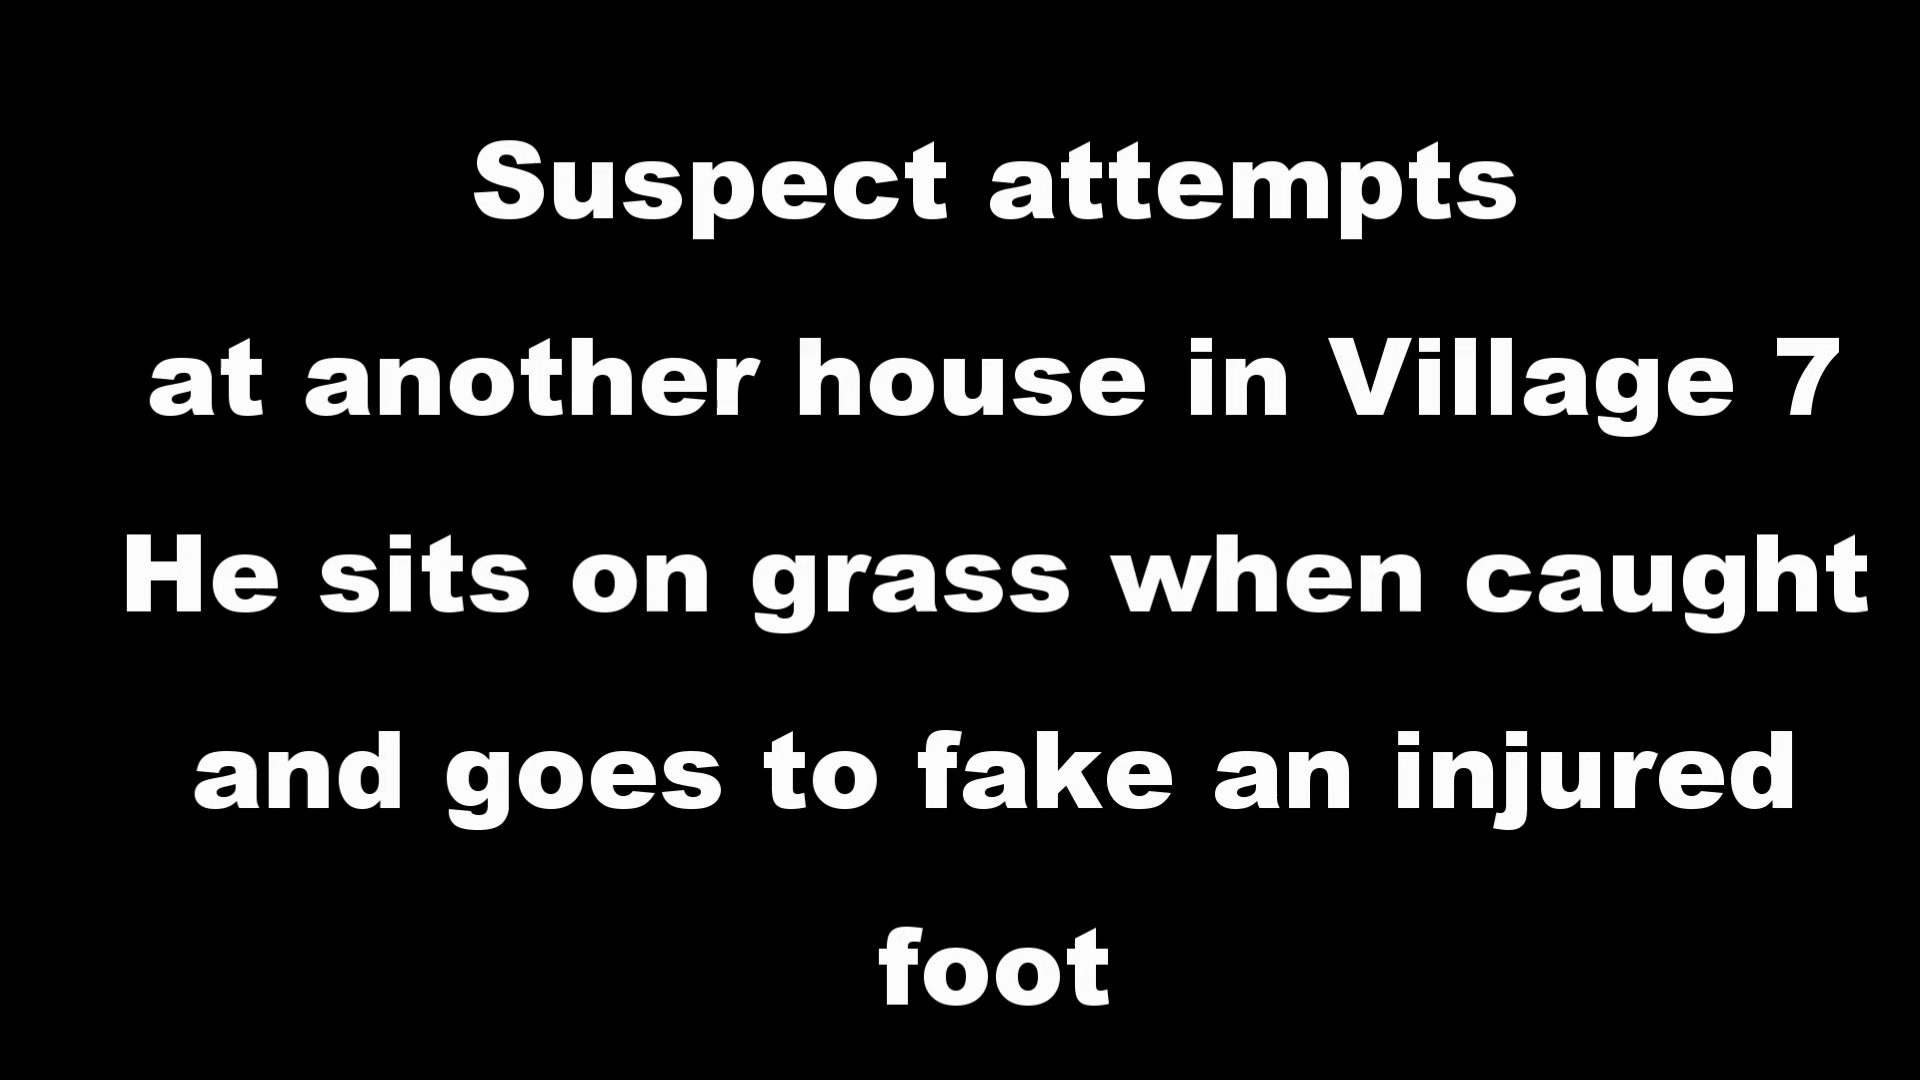 Suspect attempts
at another house in Village 7
He sits on grass when caught
and goes to fake an injured
foot